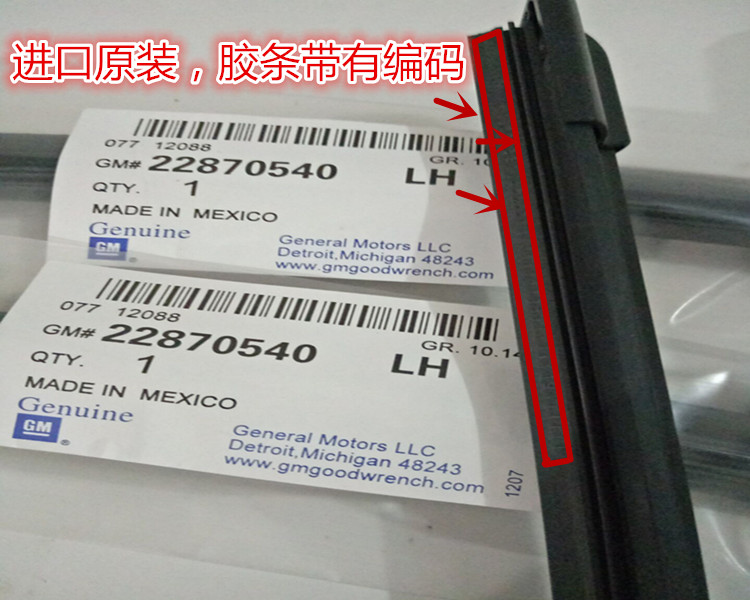 进口原装，胶条带有编码
077 12088
GR. 10
GM# 22870540
LH
QTY. 1
MADE IN MEXICO
Genuine
GM
General Motors LLC
Detroit,Michigan 48243
www.gmgoodwrench.com
077 12088
GR. 10.14
GM# 22870540
LH
QTY. 1
MADE IN MEXICO
Genuine
GM
®
General Motors LLC
Detroit,Michigan 48243
www.gmgoodwrench.com
1207